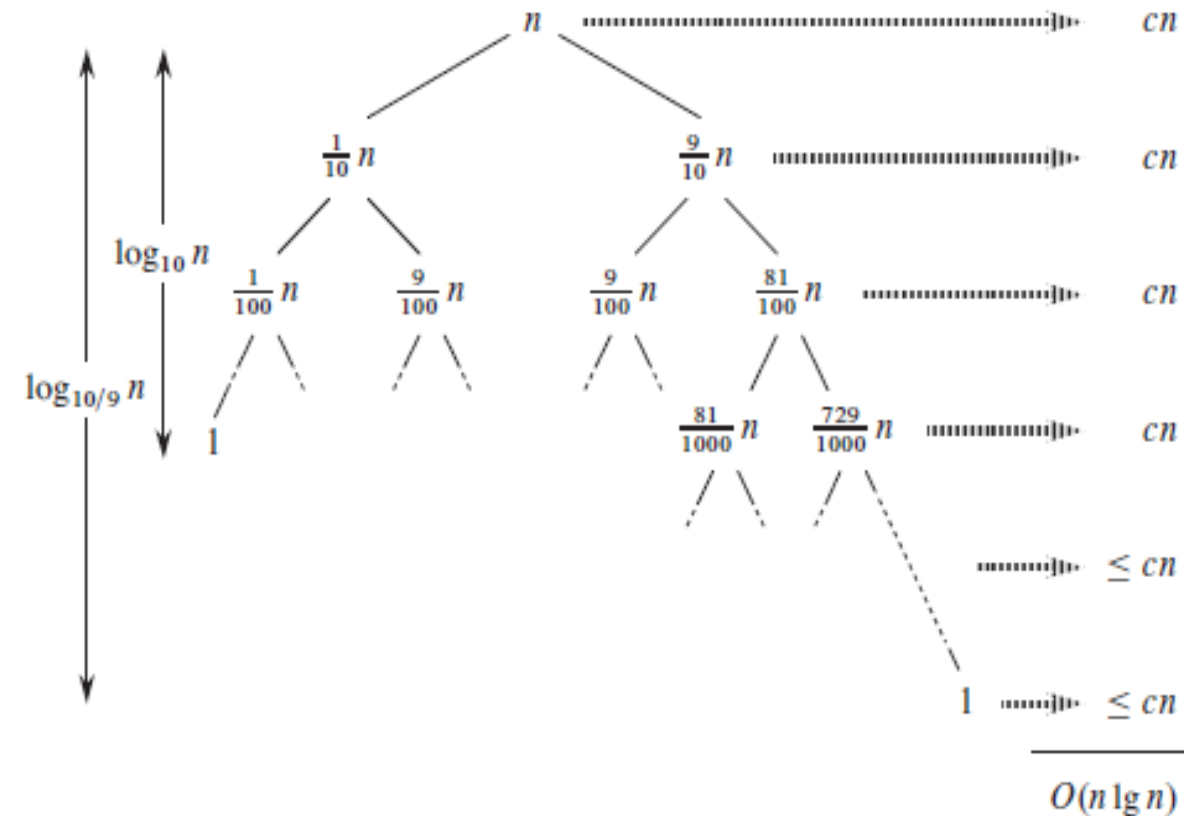 n cn
1/10 n 9/10 n cn
log₁₀ n
1/100 n 9/100 n 9/100 n 81/100 n cn
log₁₀/₉ n
1 81/1000 n 729/1000 n cn
≤ cn
1 ≤ cn
O(n lg n)